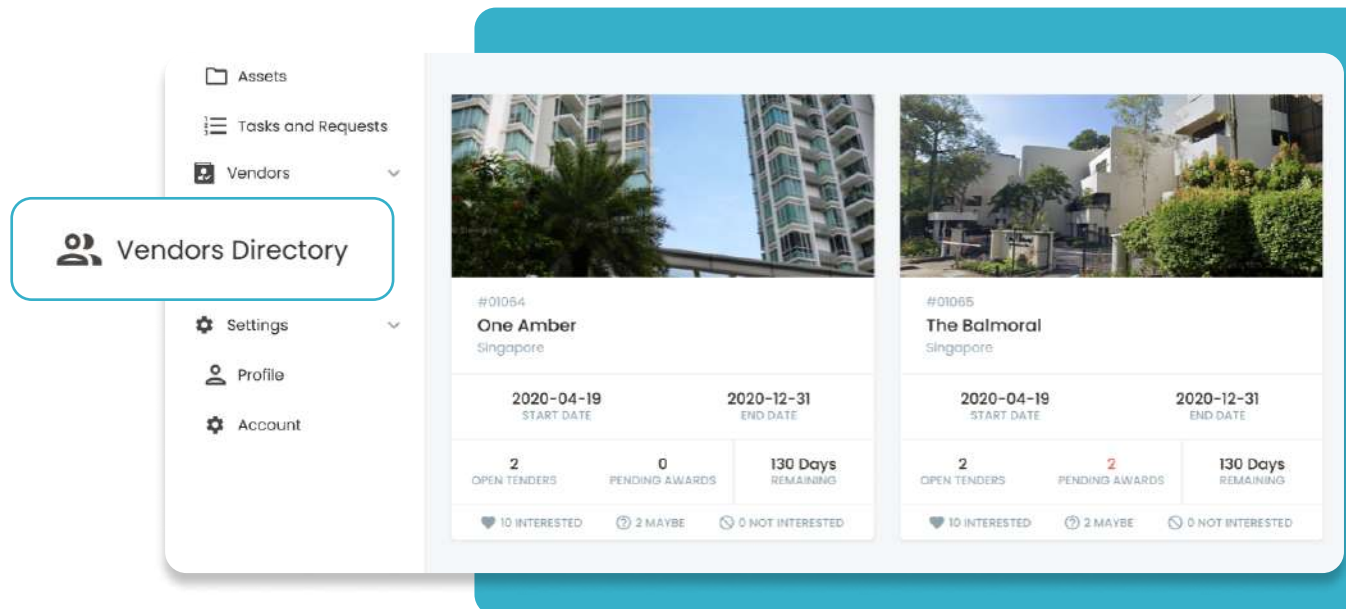 Assets
Tasks and Requests
Vendors
Vendors Directory
Settings
Profile
Account
#01064
One Amber
Singapore
2020-04-19
START DATE
2020-12-31
END DATE
2
OPEN TENDERS
0
PENDING AWARDS
130 Days
REMAINING
10 INTERESTED
2 MAYBE
0 NOT INTERESTED
#01065
The Balmoral
Singapore
2020-04-19
START DATE
2020-12-31
END DATE
2
OPEN TENDERS
2
PENDING AWARDS
130 Days
REMAINING
10 INTERESTED
2 MAYBE
0 NOT INTERESTED